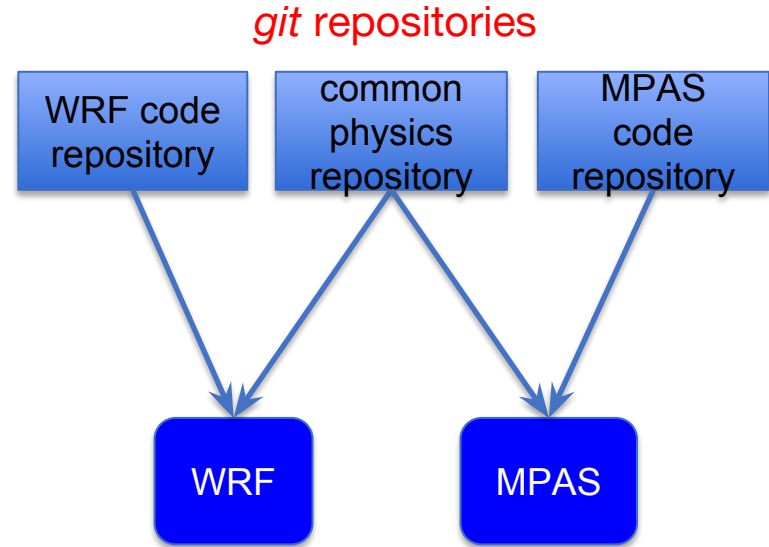 git repositories
WRF code
repository
common
physics
repository
MPAS
code
repository
WRF
MPAS